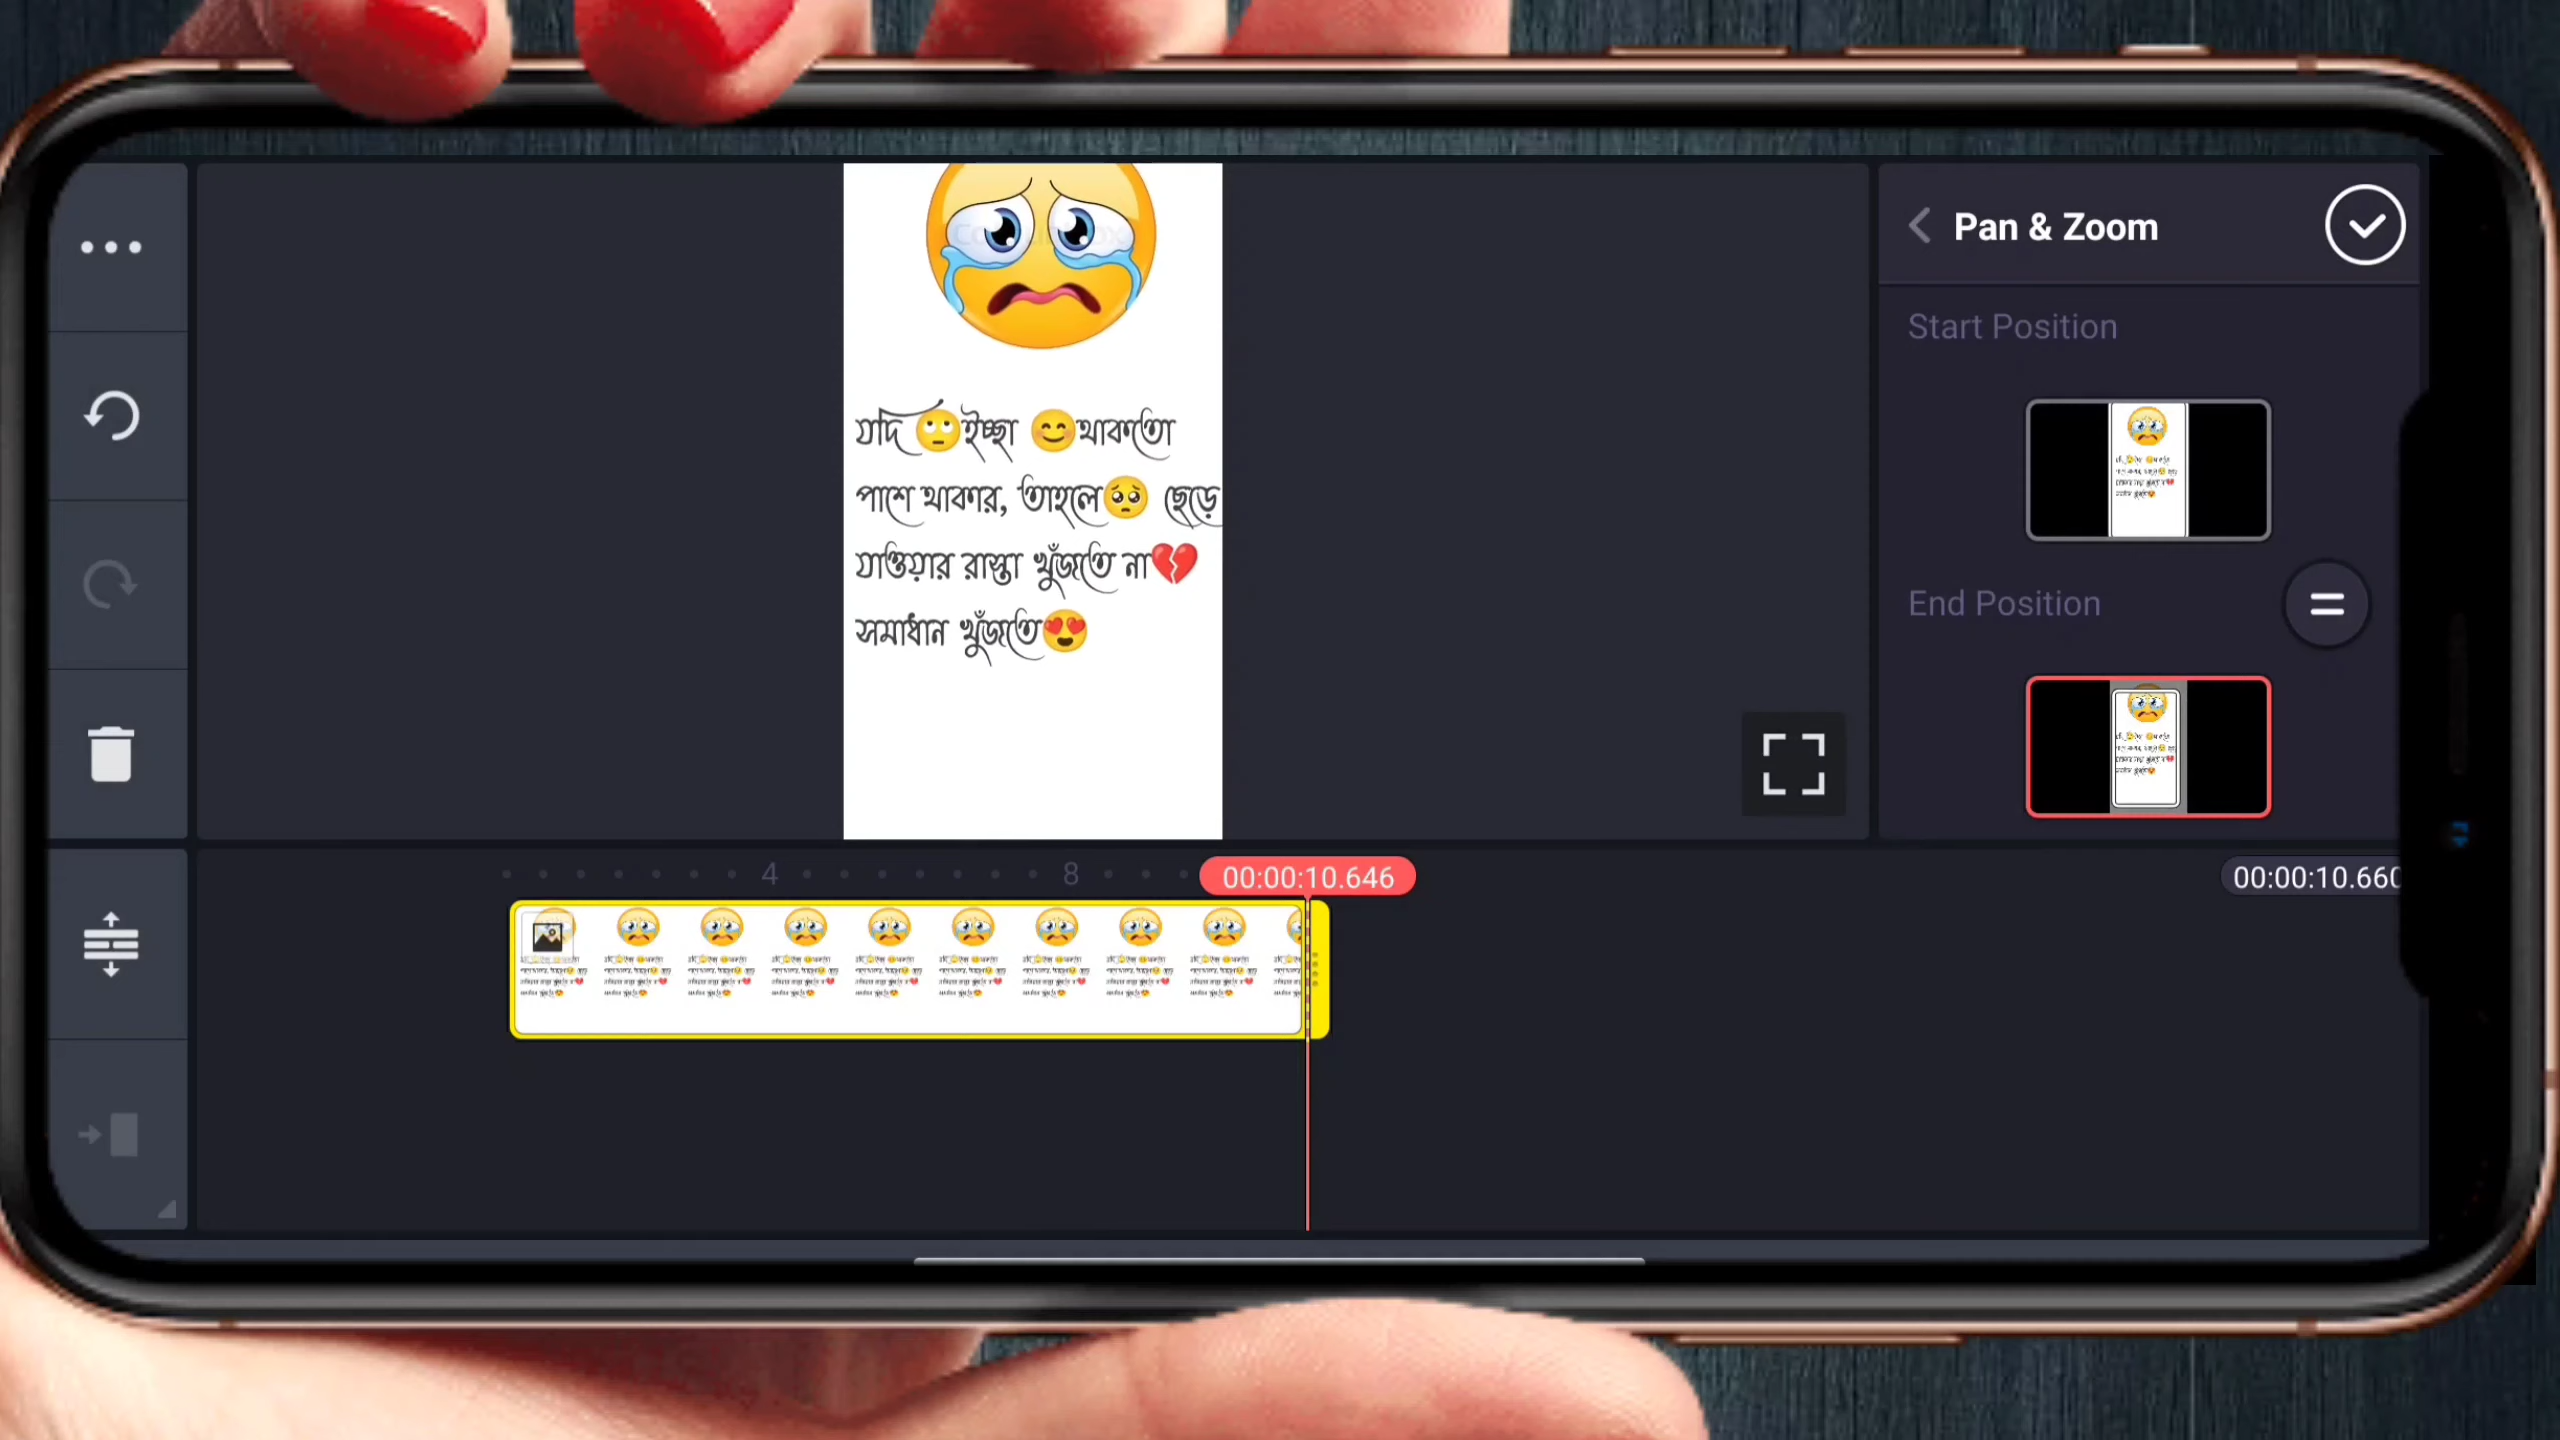 Pan & Zoom
Start Position
যদি 🙄ইচ্ছা 😊থাকতো
পাশে থাকার, তাহলে🥺 ছেড়ে
যাওয়ার রাস্তা খুঁজতে না💔
সমাধান খুঁজতে😍
End Position
4
8
00:00:10.646
00:00:10.660